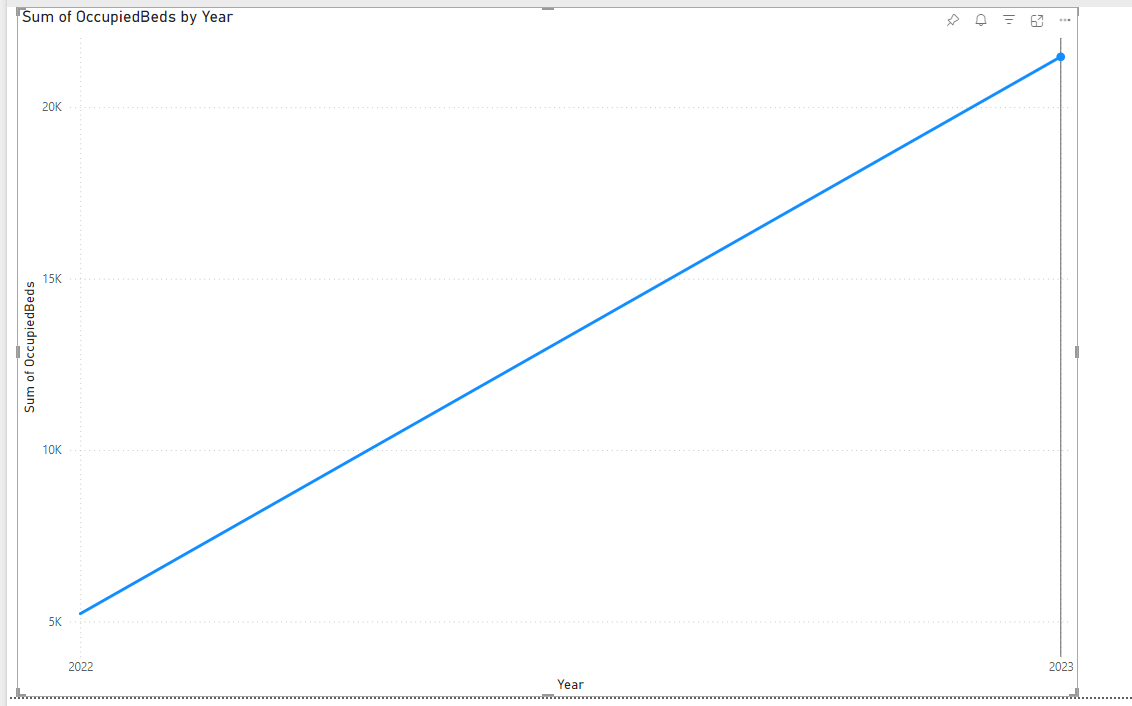 Sum of OccupiedBeds by Year
20K
15K
10K
5K
Sum of OccupiedBeds
2022
2023
Year